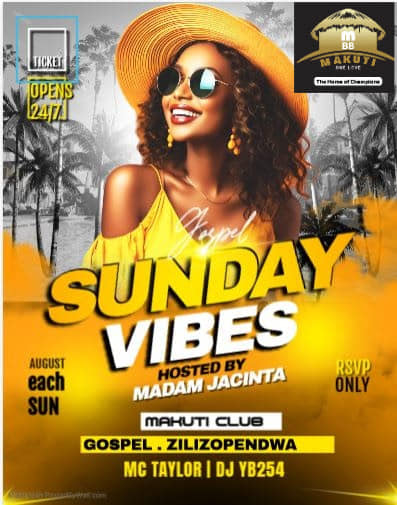 TICKET
OPENS
24/7.
m
BB
MAKUTI
ONE LOVE
The Home of Champions
Gospel
SUNDAY
VIBES
HOSTED BY
MADAM JACINTA
AUGUST
each
SUN
RSVP
ONLY
MAKUTI CLUB
GOSPEL . ZILIZOPENDWA
MC TAYLOR | DJ YB254